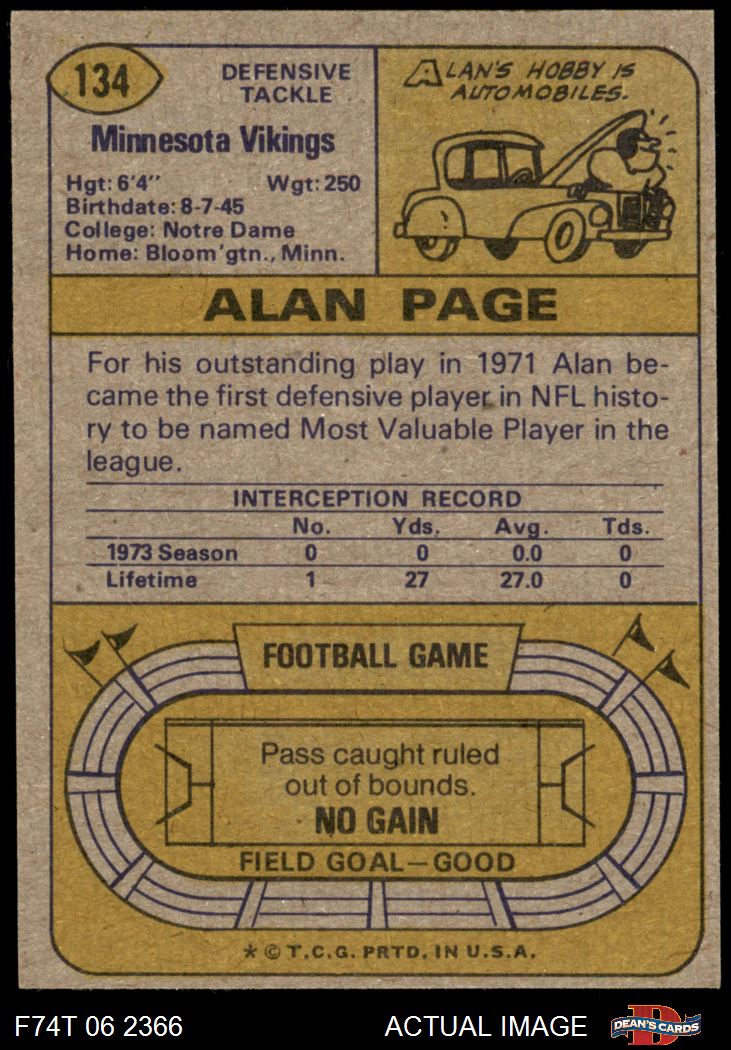 134
DEFENSIVE
TACKLE
Minnesota Vikings
Hgt: 6'4" Wgt: 250
Birthdate: 8-7-45
College: Notre Dame
Home: Bloom'gtn., Minn.
ALAN'S HOBBY IS
AUTOMOBILES.
ALAN PAGE
For his outstanding play in 1971 Alan be-
came the first defensive player in NFL histo-
ry to be named Most Valuable Player in the
league.
INTERCEPTION RECORD
No. Yds. Avg. Tds.
1973 Season 0 0 0.0 0
Lifetime 1 27 27.0 0
FOOTBALL GAME
Pass caught ruled
out of bounds.
NO GAIN
FIELD GOAL—GOOD
* © T.C.G. PRTD. IN U.S.A.
F74T 06 2366 ACTUAL IMAGE
D
DEAN'S CARDS